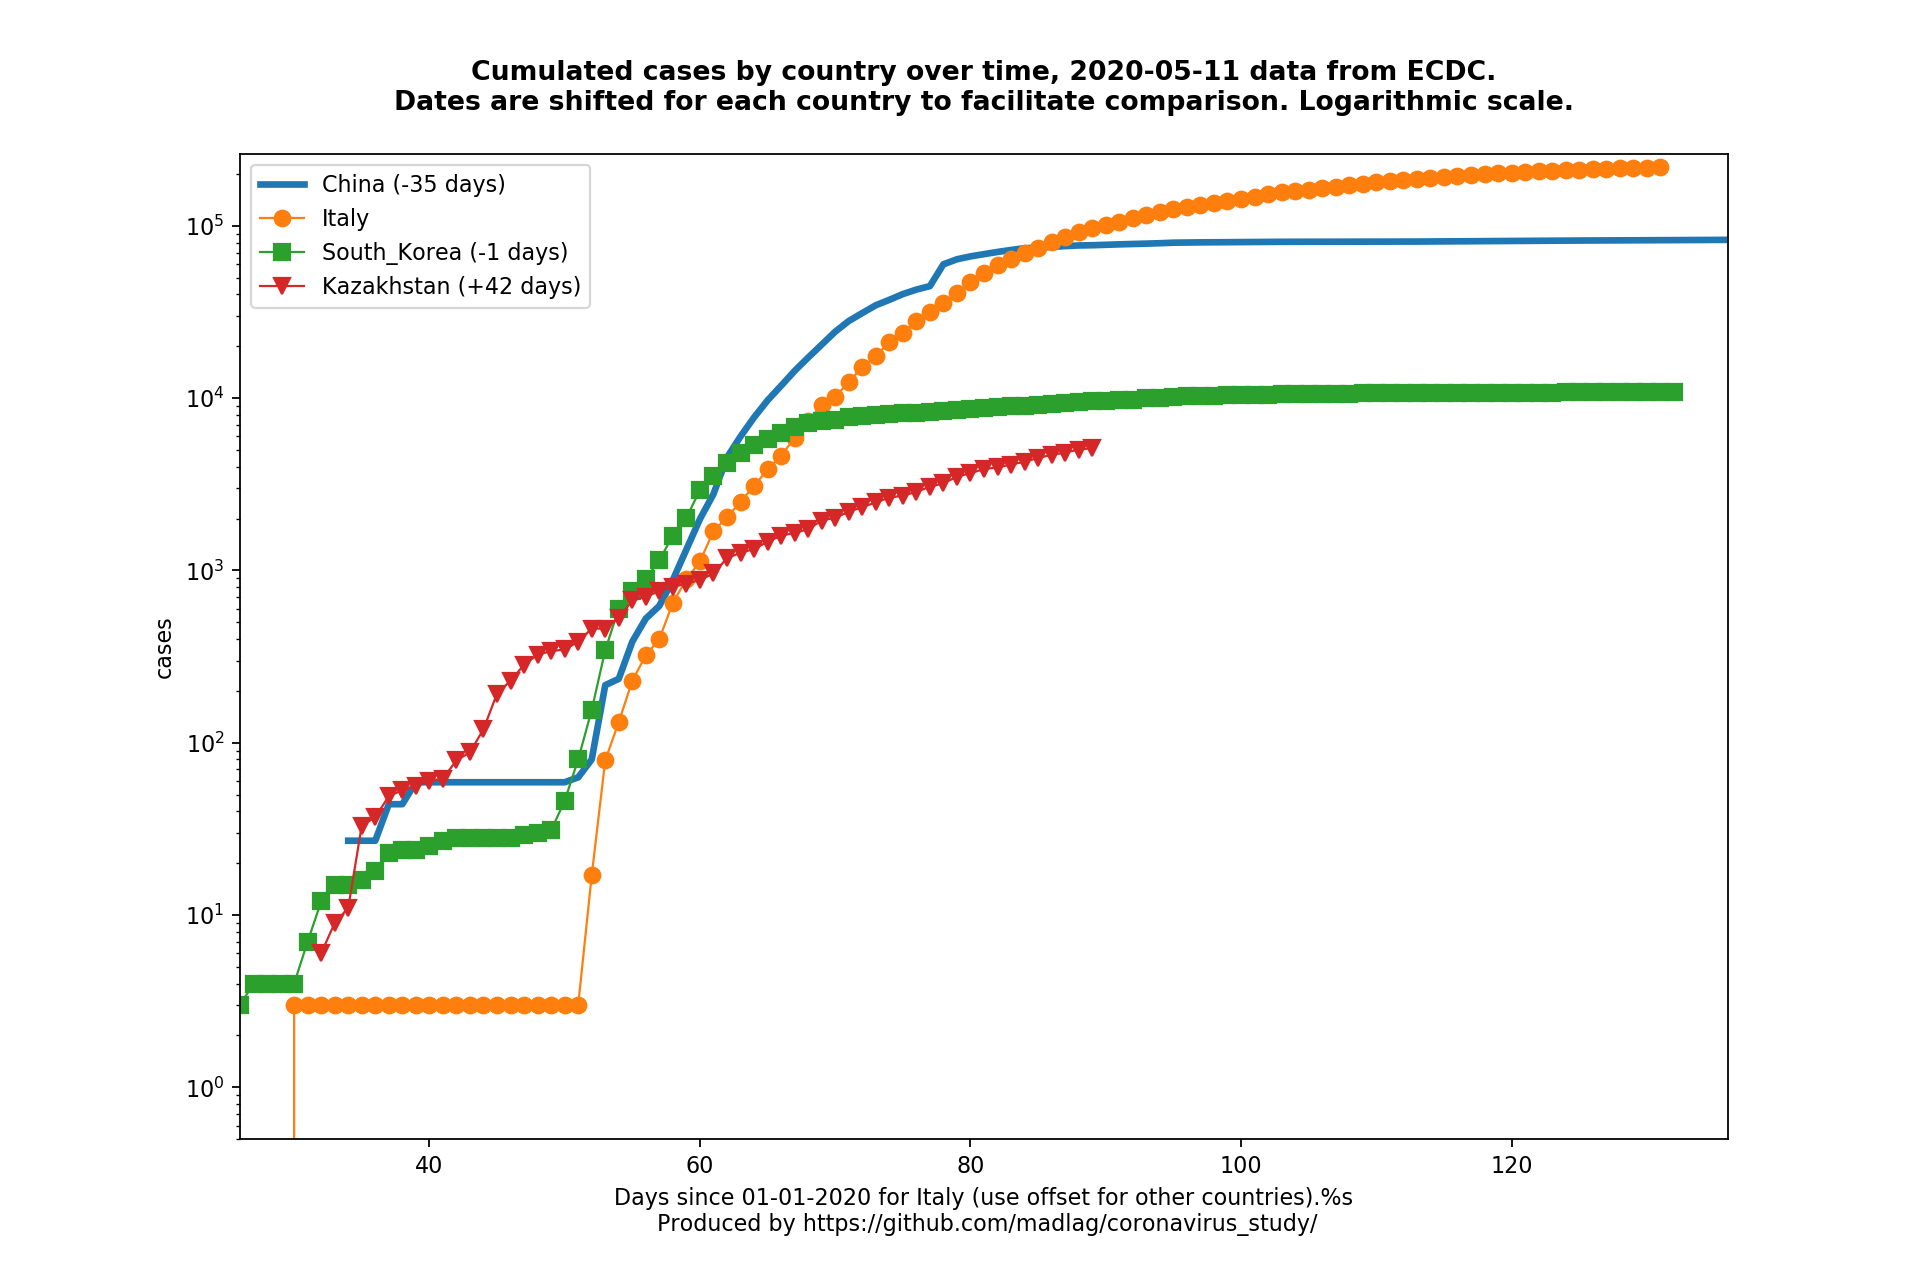 Cumulated cases by country over time, 2020-05-11 data from ECDC.
Dates are shifted for each country to facilitate comparison. Logarithmic scale.
China (-35 days)
Italy
South_Korea (-1 days)
Kazakhstan (+42 days)
10^5
10^4
10^3
10^2
10^1
10^0
cases
40 60 80 100 120
Days since 01-01-2020 for Italy (use offset for other countries).%s
Produced by https://github.com/madlag/coronavirus_study/